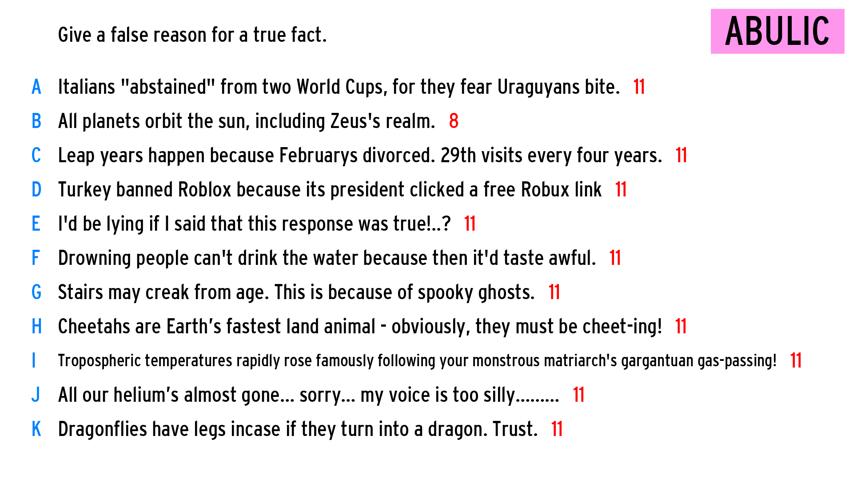 Give a false reason for a true fact.
ABULIC
A Italians "abstained" from two World Cups, for they fear Uraguyans bite. 11
B All planets orbit the sun, including Zeus's realm. 8
C Leap years happen because Februarys divorced. 29th visits every four years. 11
D Turkey banned Roblox because its president clicked a free Robux link 11
E I'd be lying if I said that this response was true!..? 11
F Drowning people can't drink the water because then it'd taste awful. 11
G Stairs may creak from age. This is because of spooky ghosts. 11
H Cheetahs are Earth’s fastest land animal - obviously, they must be cheet-ing! 11
I Tropospheric temperatures rapidly rose famously following your monstrous matriarch's gargantuan gas-passing! 11
J All our helium’s almost gone... sorry... my voice is too silly......... 11
K Dragonflies have legs incase if they turn into a dragon. Trust. 11